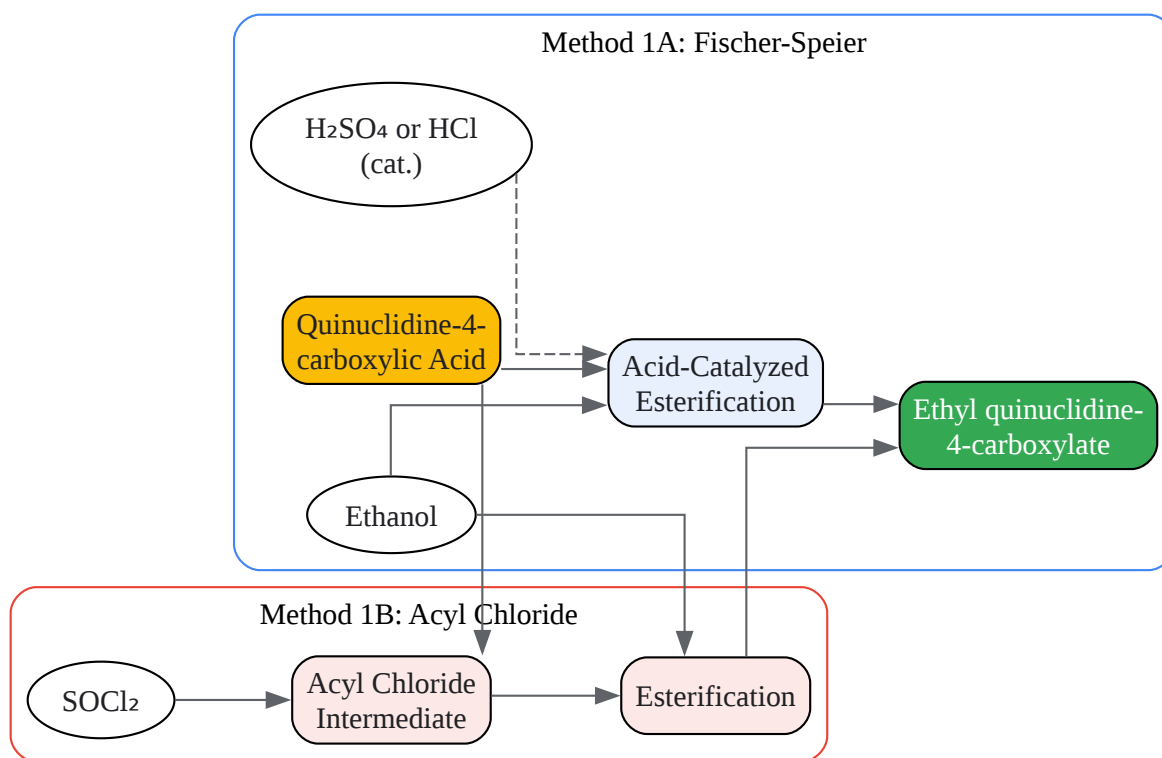 Method 1A: Fischer-Speier
H₂SO₄ or HCl
(cat.)
Quinuclidine-4-
carboxylic Acid
Acid-Catalyzed
Esterification
Ethyl quinuclidine-
4-carboxylate
Ethanol
Method 1B: Acyl Chloride
SOCl₂
Acyl Chloride
Intermediate
Esterification